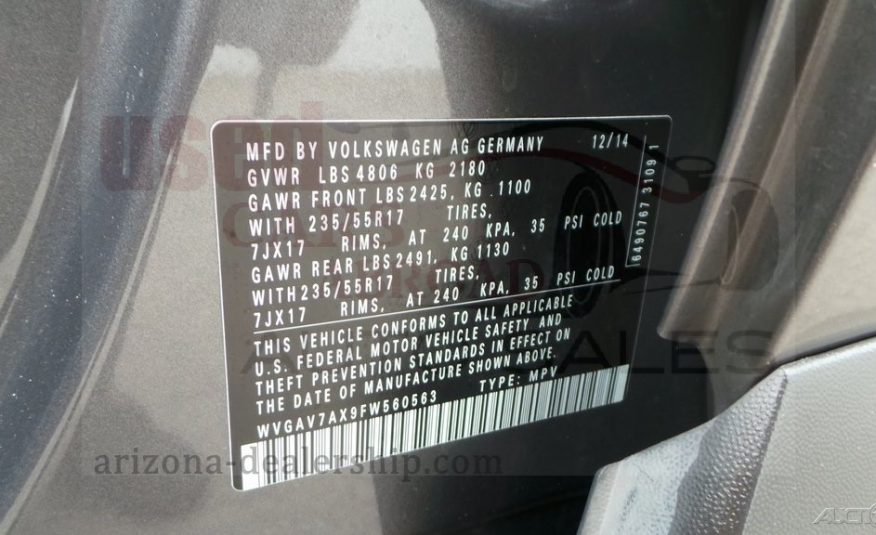 MFD BY VOLKSWAGEN AG GERMANY 12/14
GVWR LBS 4806 KG 2180
GAWR FRONT LBS 2425, KG 1100
WITH 235/55R17 TIRES,
7JX17 RIMS, AT 240 KPA, 35 PSI COLD
GAWR REAR LBS 2491, KG 1130
WITH 235/55R17 TIRES,
7JX17 RIMS, AT 240 KPA, 35 PSI COLD
THIS VEHICLE CONFORMS TO ALL APPLICABLE
U.S. FEDERAL MOTOR VEHICLE SAFETY AND
THEFT PREVENTION STANDARDS IN EFFECT ON
THE DATE OF MANUFACTURE SHOWN ABOVE.
WVGAV7AX9FW560563 TYPE: MPV
16490767 3109 1
used
CARS
SALES
arizona-dealership.com